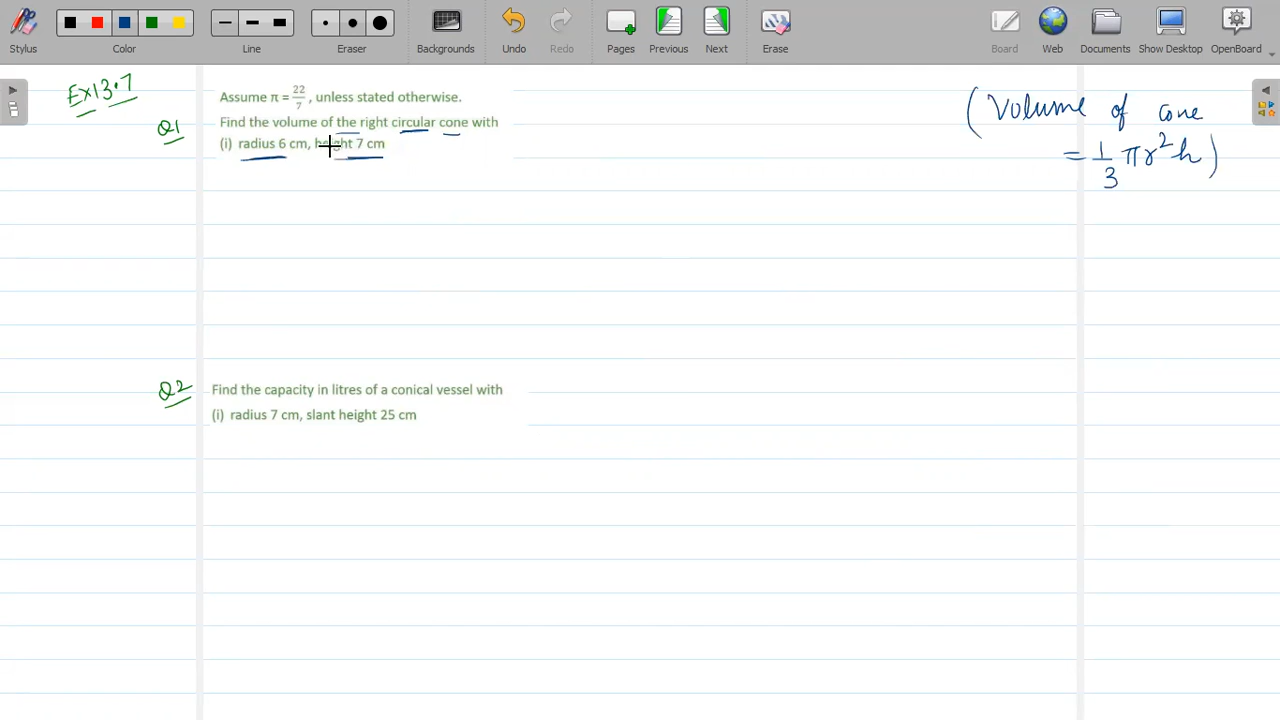 Stylus
Color
Line
Eraser
Backgrounds
Undo
Redo
Pages
Previous
Next
Erase
Board
Web
Documents
Show Desktop
OpenBoard
Ex13.7
Q1
Assume π = 22/7 , unless stated otherwise.
Find the volume of the right circular cone with
(i) radius 6 cm, height 7 cm
(Volume of cone
= 1/3 πr²h)
Q2
Find the capacity in litres of a conical vessel with
(i) radius 7 cm, slant height 25 cm